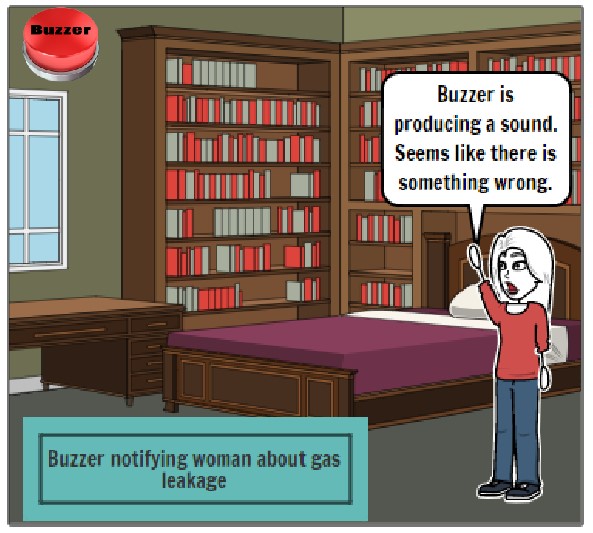 Buzzer
Buzzer is
producing a sound.
Seems like there is
something wrong.
Buzzer notifying woman about gas
leakage